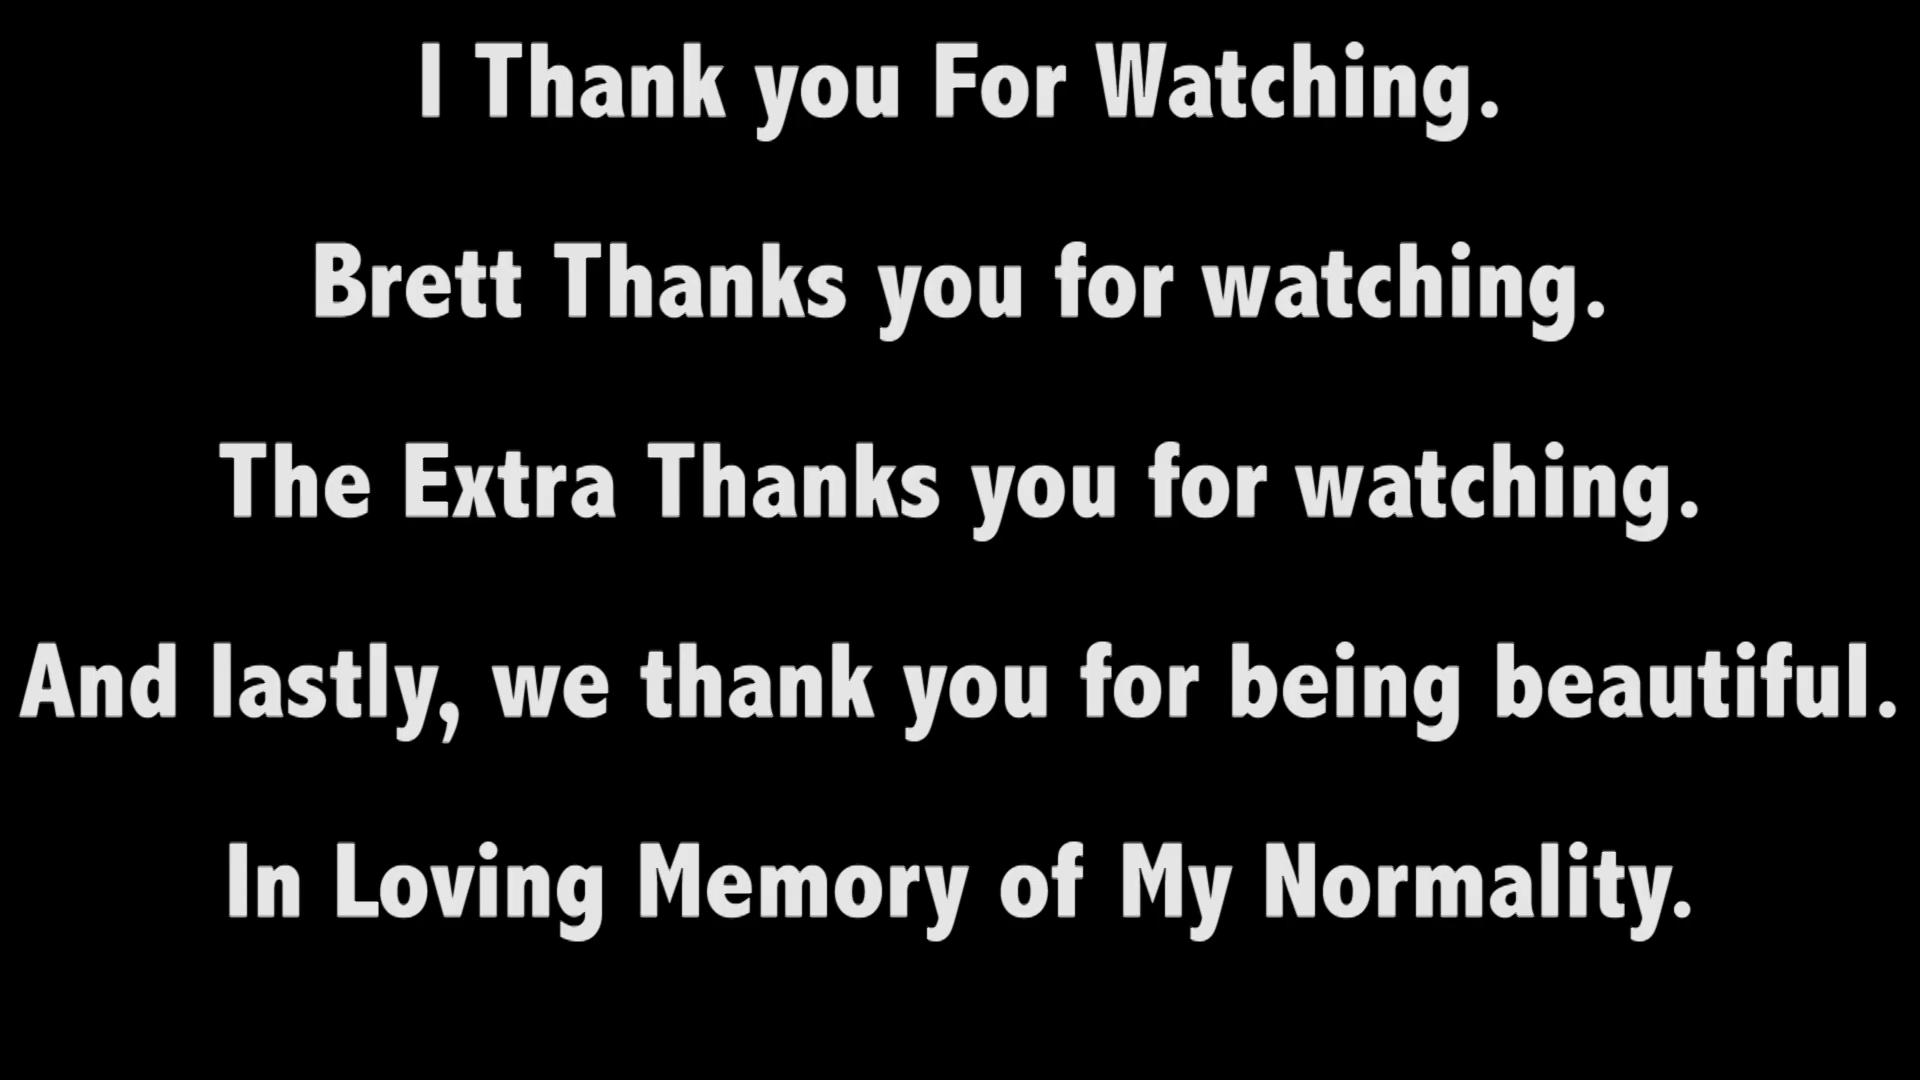 I Thank you For Watching.
Brett Thanks you for watching.
The Extra Thanks you for watching.
And lastly, we thank you for being beautiful.
In Loving Memory of My Normality.